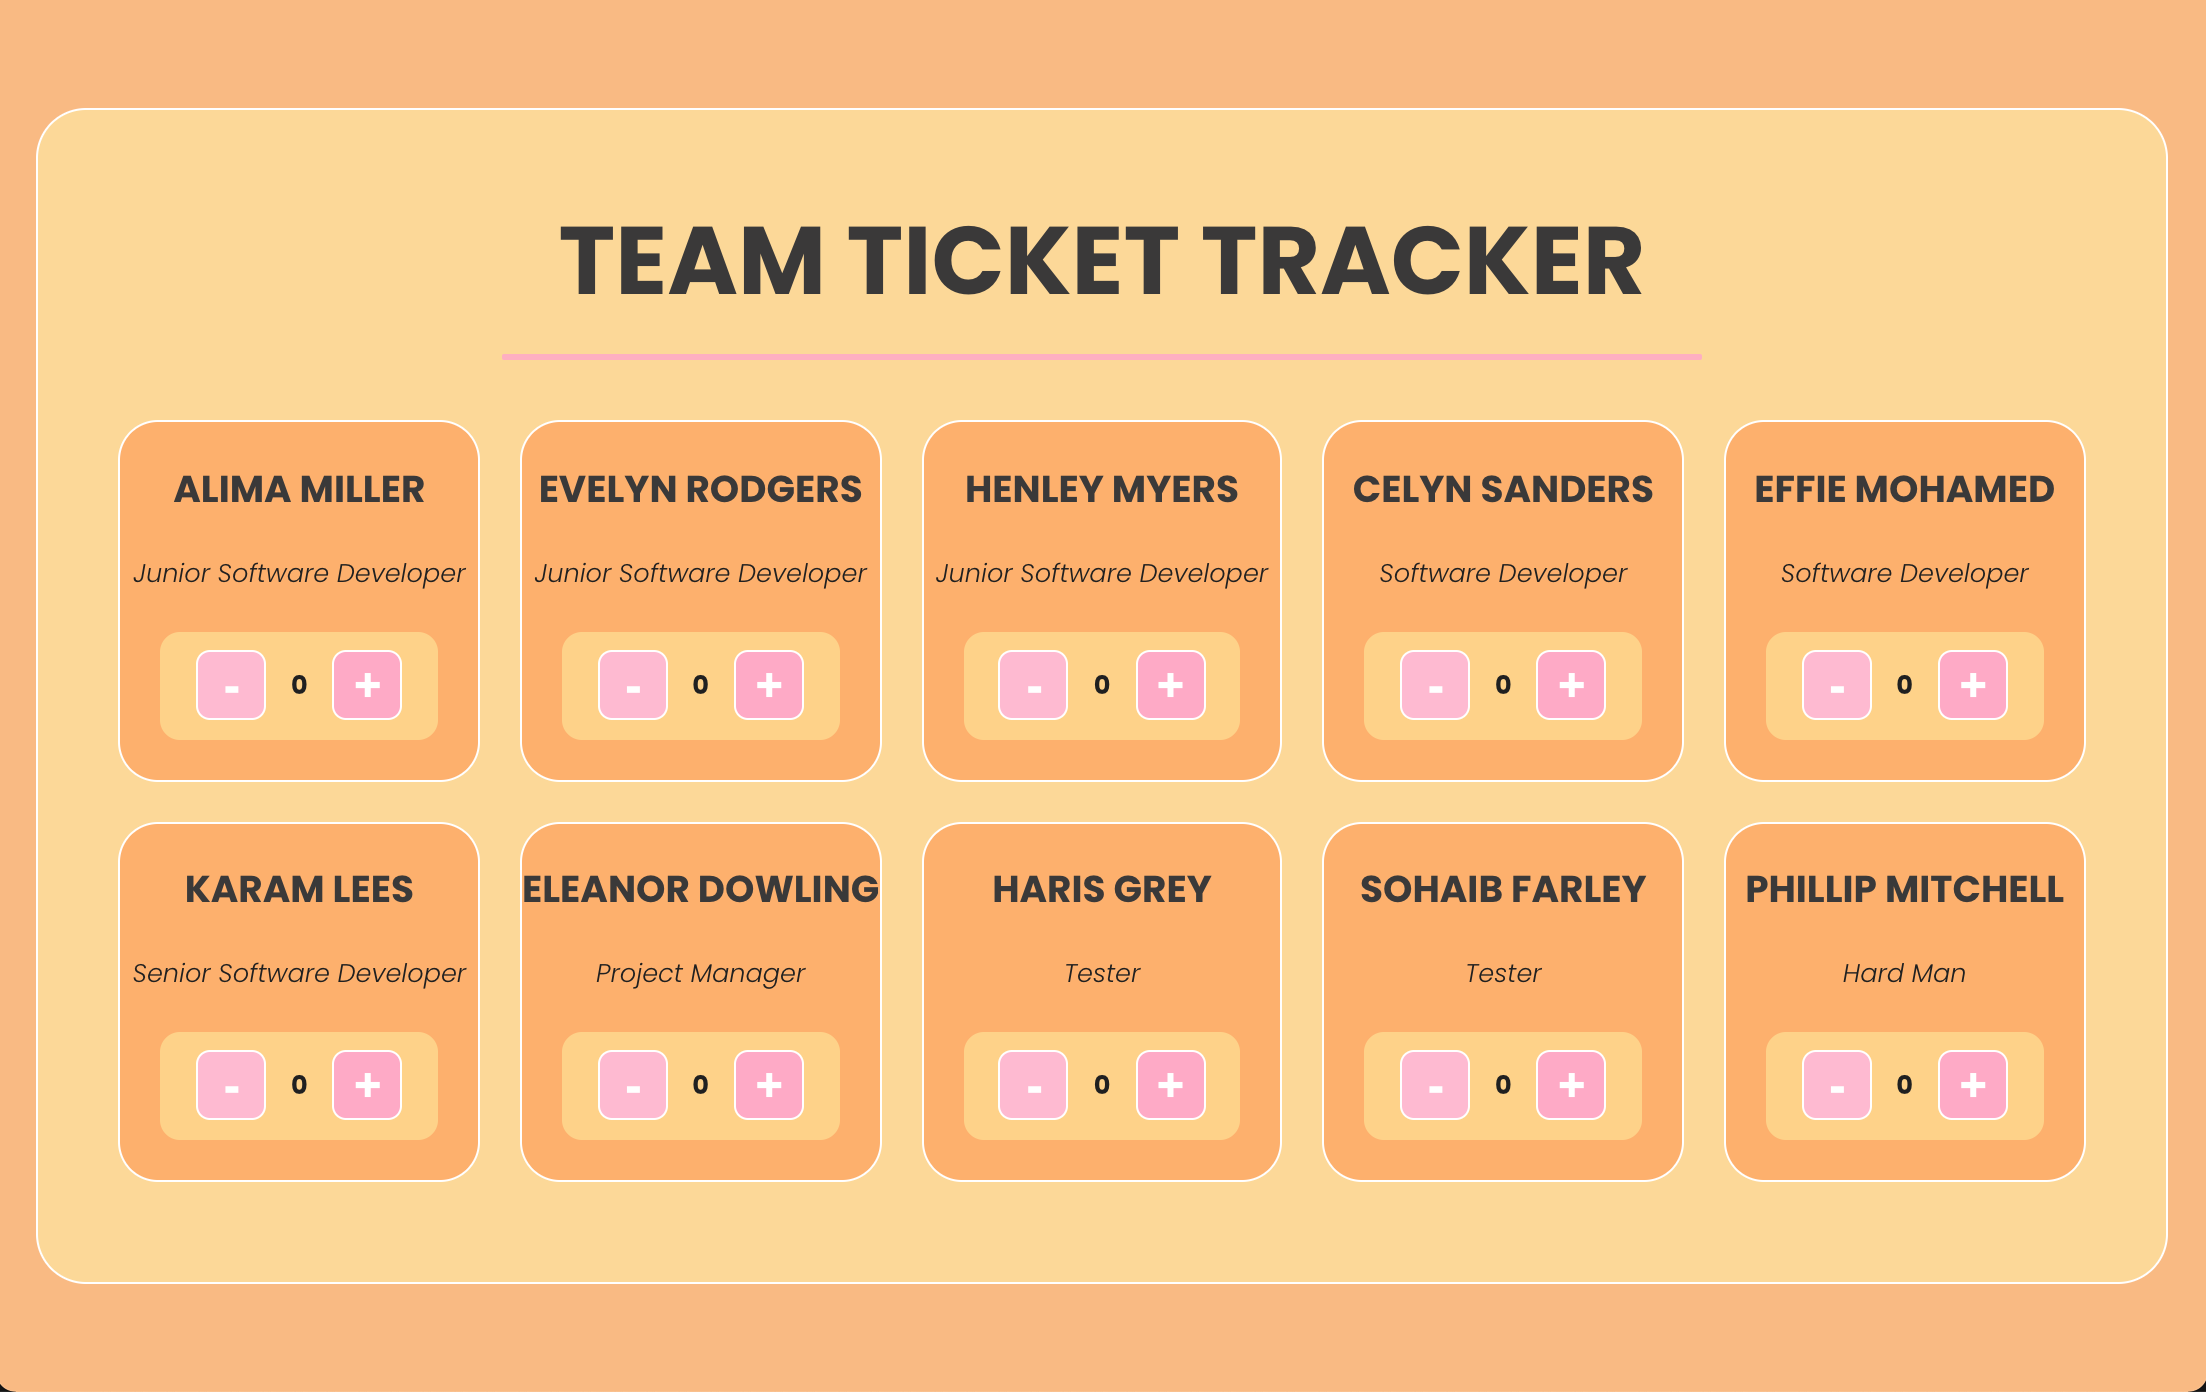 TEAM TICKET TRACKER
ALIMA MILLER
Junior Software Developer
- 0 +
EVELYN RODGERS
Junior Software Developer
- 0 +
HENLEY MYERS
Junior Software Developer
- 0 +
CELYN SANDERS
Software Developer
- 0 +
EFFIE MOHAMED
Software Developer
- 0 +
KARAM LEES
Senior Software Developer
- 0 +
ELEANOR DOWLING
Project Manager
- 0 +
HARIS GREY
Tester
- 0 +
SOHAIB FARLEY
Tester
- 0 +
PHILLIP MITCHELL
Hard Man
- 0 +